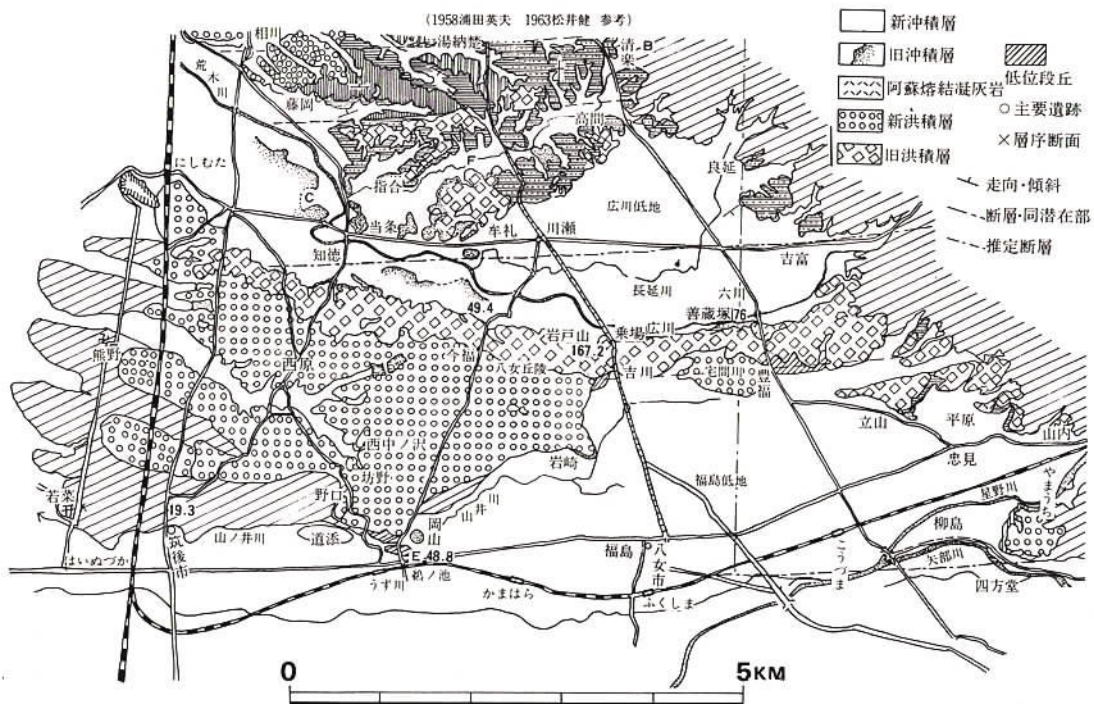 (1958浦田英夫 1963松井健 参考)
新沖積層
旧沖積層
阿蘇熔結凝灰岩
新洪積層
旧洪積層
低位段丘
○主要遺跡
×層序断面
走向・傾斜
断層・同潜在部
推定断層
相川
湯納楚
清楽
B
荒木川
藤岡
高間
良延
にしむた
F
指台
広川低地
C
当条
牟礼
川瀬
知徳
吉富
長延川
六川
49.4
善蔵塚
76
岩戸山
乗場
広川
167.2
今福
熊野
八女丘陵
吉川
宅間川
西原
豊福
立山
平原
山内
西中ノ沢
岩崎
忠見
坊野
福島低地
星野川
やまうち
若菜
野口
山井川
19.3
岡山
柳島
山ノ井川
道添
福島
八女市
こうづま
矢部川
はいぬづか
筑後市
E
48.8
うず川
鶴ノ池
かまはら
ふくしま
四方堂
0
5KM